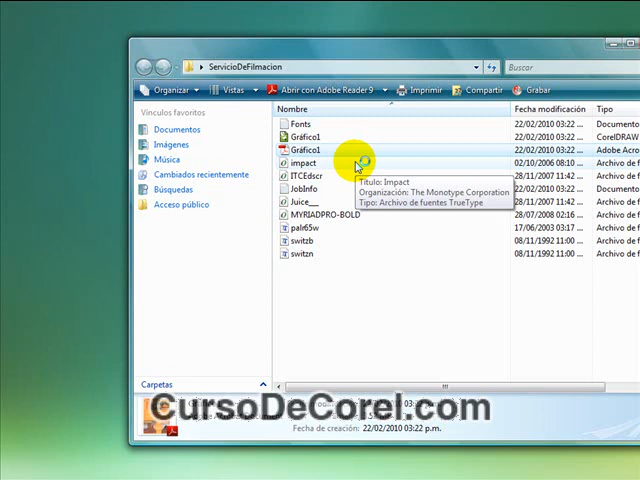 ServicioDeFilmacion
Buscar
Organizar Vistas Abrir con Adobe Reader 9 Imprimir Compartir Grabar
Vínculos favoritos
Documentos
Imágenes
Música
Cambiados recientemente
Búsquedas
Acceso público
Carpetas
Nombre Fecha modificación Tipo
Fonts 22/02/2010 03:22 ... Documento
Gráfico1 22/02/2010 03:22 ... CorelDRAW
Gráfico1 22/02/2010 03:22 ... Adobe Acro
impact 02/10/2006 08:10 ... Archivo de f
ITCEdscr 28/11/2007 11:42 ... Archivo de f
JobInfo 22/02/2010 03:22 ... Documento
Juice___ 28/11/2007 11:42 ... Archivo de f
MYRIADPRO-BOLD 28/07/2008 02:16 ... Archivo de f
palr65w 17/06/2003 03:17 ... Archivo de f
switzb 08/11/1992 11:00 ... Archivo de f
switzn 08/11/1992 11:00 ... Archivo de f
Título: Impact
Organización: The Monotype Corporation
Tipo: Archivo de fuentes TrueType
CursoDeCorel.com
Fecha de creación: 22/02/2010 03:22 p.m.